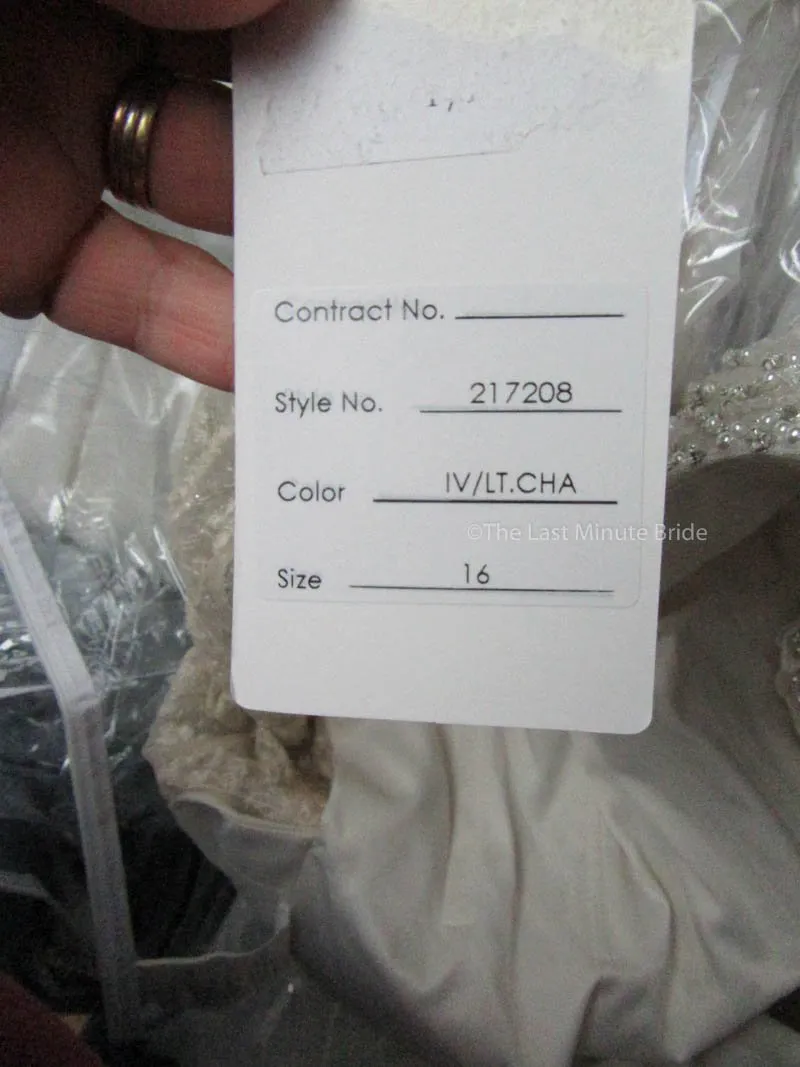 Contract No.
Style No. 217208
Color IV/LT.CHA
©The Last Minute Bride
Size 16